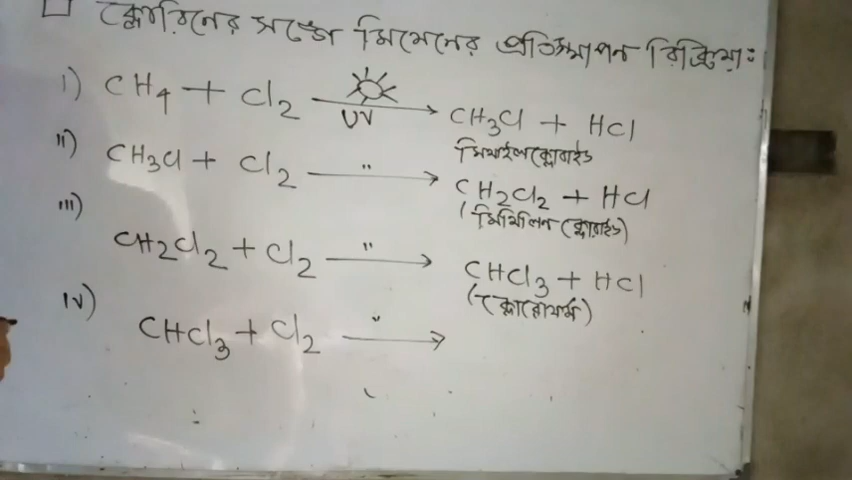 ক্লোরিনের সঙ্গে মিথেনের প্রতিস্থাপন বিক্রিয়া:
i) CH4 + Cl2 UV → CH3Cl + HCl
মিথাইল ক্লোরাইড
ii) CH3Cl + Cl2 " → CH2Cl2 + HCl
(মিথিলিন ক্লোরাইড)
iii) CH2Cl2 + Cl2 " → CHCl3 + HCl
(ক্লোরোফর্ম)
iv) CHCl3 + Cl2 " →